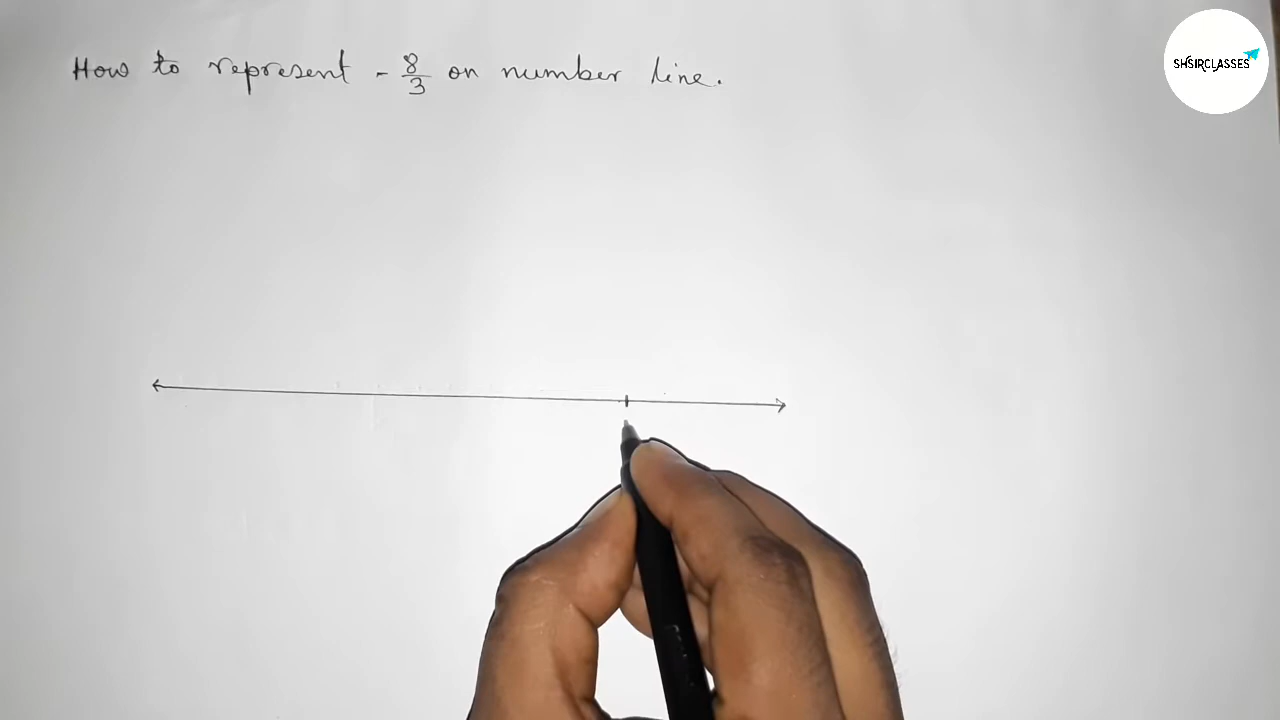 How to represent - 8/3 on number line.
SHSIRCLASSES